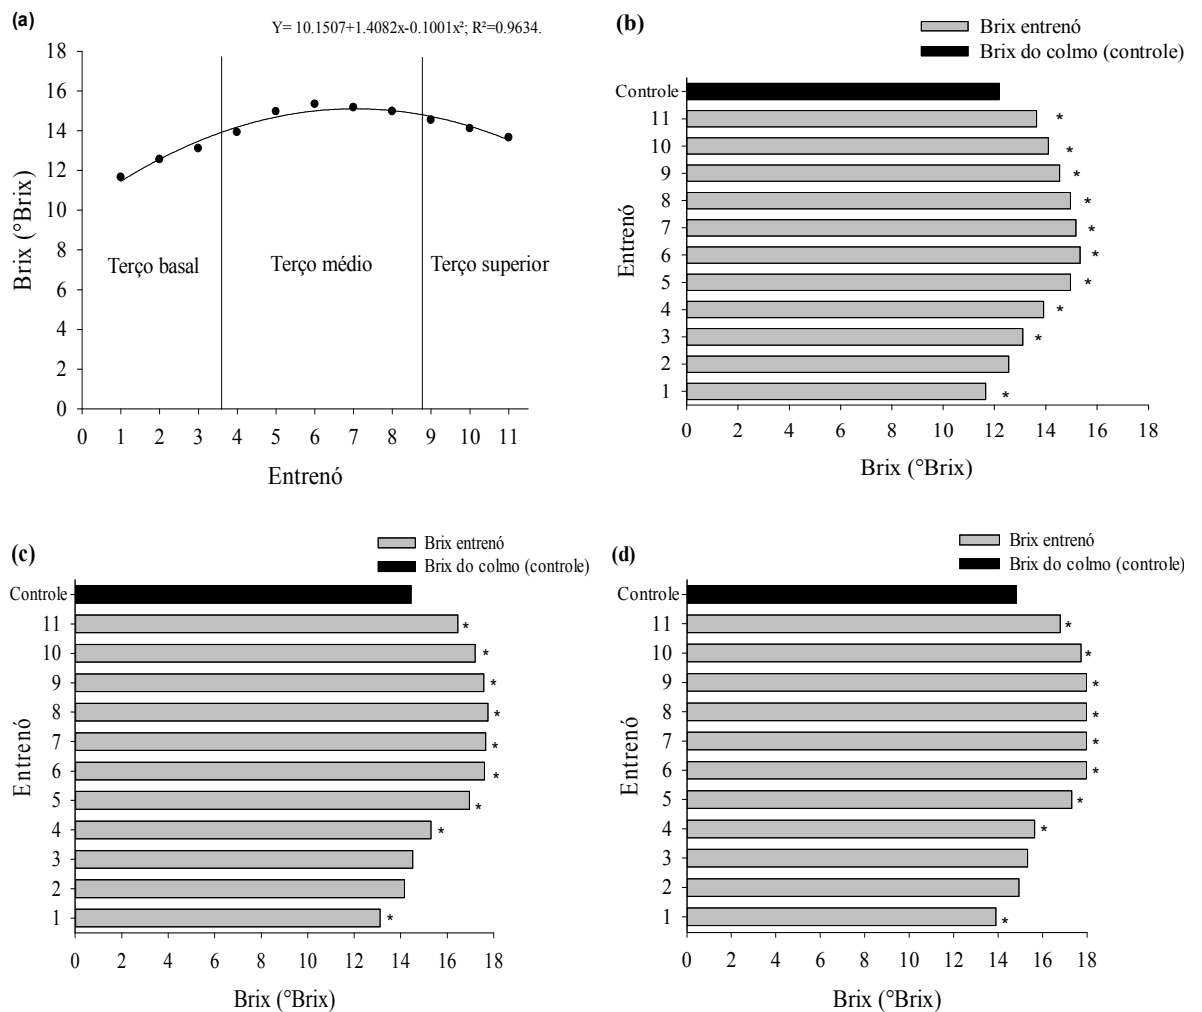 (a)
Y= 10.1507+1.4082x-0.1001x²; R²=0.9634.
18
16
14
12
10
8
6
4
2
0
Brix (°Brix)
Terço basal
Terço médio
Terço superior
0 1 2 3 4 5 6 7 8 9 10 11
Entrenó
(b)
Brix entrenó
Brix do colmo (controle)
Controle
11 *
10 *
9 *
8 *
7 *
6 *
5 *
4 *
3 *
2
1 *
Entrenó
0 2 4 6 8 10 12 14 16 18
Brix (°Brix)
(c)
Brix entrenó
Brix do colmo (controle)
Controle
11 *
10 *
9 *
8 *
7 *
6 *
5 *
4 *
3
2
1 *
Entrenó
0 2 4 6 8 10 12 14 16 18
Brix (°Brix)
(d)
Brix entrenó
Brix do colmo (controle)
Controle
11 *
10 *
9 *
8 *
7 *
6 *
5 *
4 *
3
2
1 *
Entrenó
0 2 4 6 8 10 12 14 16 18
Brix (°Brix)